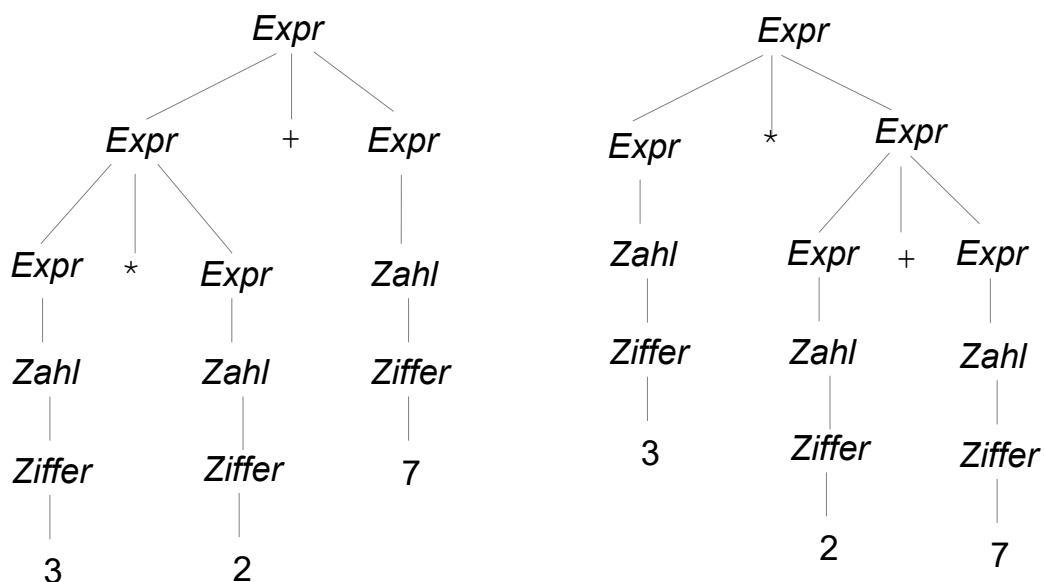 Expr
Expr + Expr
Expr * Expr Zahl
Zahl Zahl Ziffer
Ziffer Ziffer 7
3 2
Expr
Expr * Expr
Zahl Expr + Expr
Ziffer Zahl Zahl
3 Ziffer Ziffer
2 7